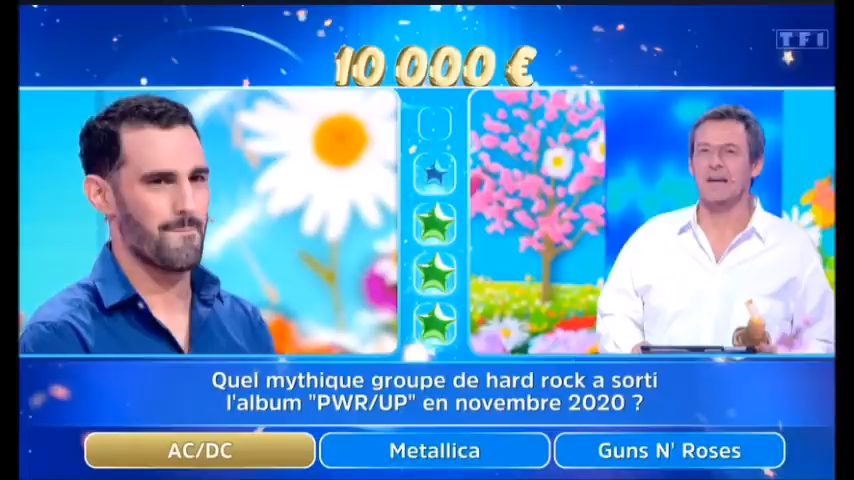 TF1
10 000 €
Quel mythique groupe de hard rock a sorti
l'album "PWR/UP" en novembre 2020 ?
AC/DC
Metallica
Guns N' Roses